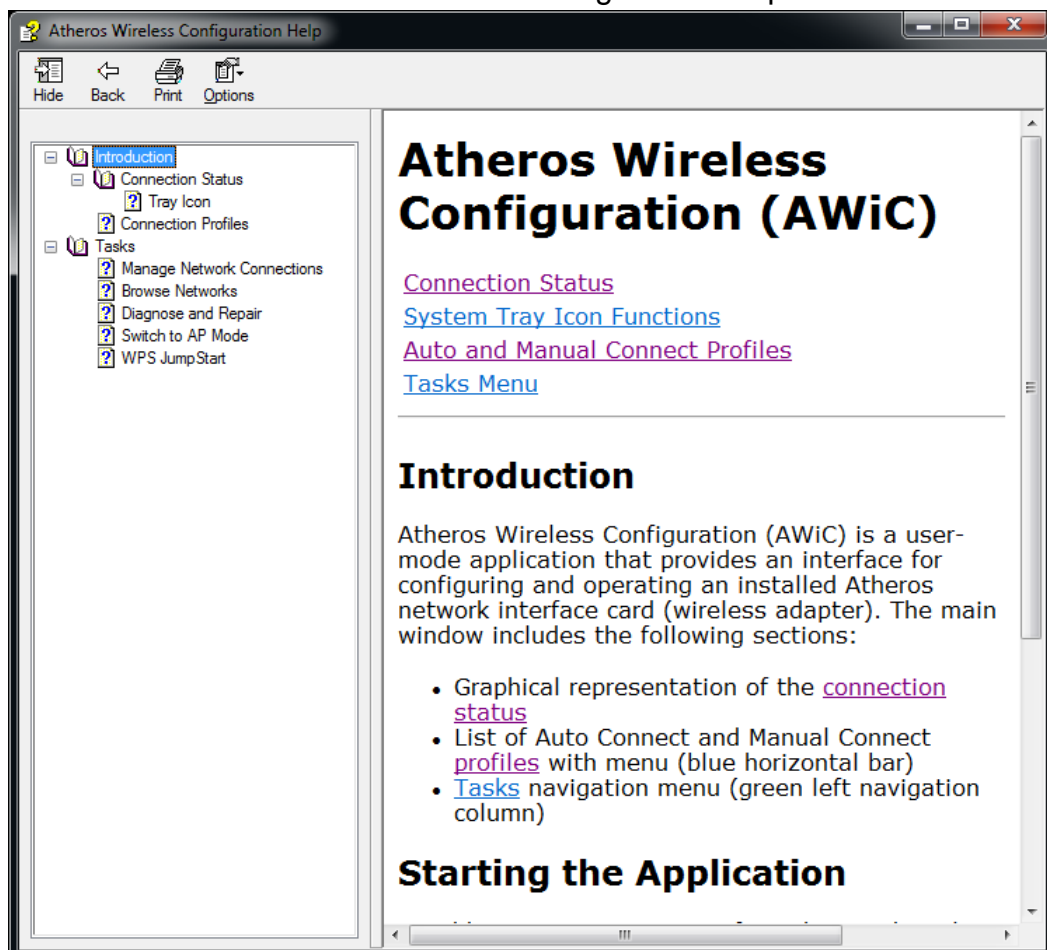 Atheros Wireless Configuration Help
Hide Back Print Options
Introduction
Connection Status
Tray Icon
Connection Profiles
Tasks
Manage Network Connections
Browse Networks
Diagnose and Repair
Switch to AP Mode
WPS JumpStart
Atheros Wireless
Configuration (AWiC)
Connection Status
System Tray Icon Functions
Auto and Manual Connect Profiles
Tasks Menu
Introduction
Atheros Wireless Configuration (AWiC) is a user-
mode application that provides an interface for
configuring and operating an installed Atheros
network interface card (wireless adapter). The main
window includes the following sections:
• Graphical representation of the connection
status
• List of Auto Connect and Manual Connect
profiles with menu (blue horizontal bar)
• Tasks navigation menu (green left navigation
column)
Starting the Application